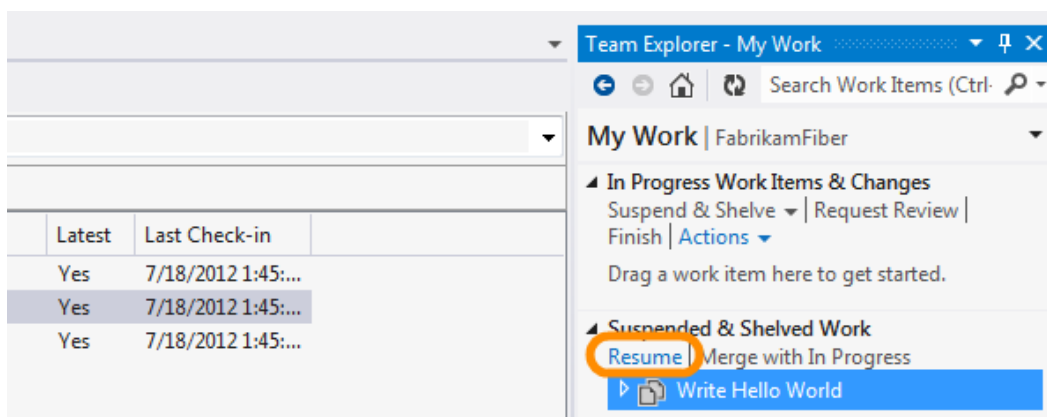 Team Explorer - My Work
Search Work Items (Ctrl-
My Work | FabrikamFiber
In Progress Work Items & Changes
Suspend & Shelve | Request Review |
Finish | Actions
Drag a work item here to get started.
Latest Last Check-in
Yes 7/18/2012 1:45:...
Yes 7/18/2012 1:45:...
Yes 7/18/2012 1:45:...
Suspended & Shelved Work
Resume | Merge with In Progress
Write Hello World